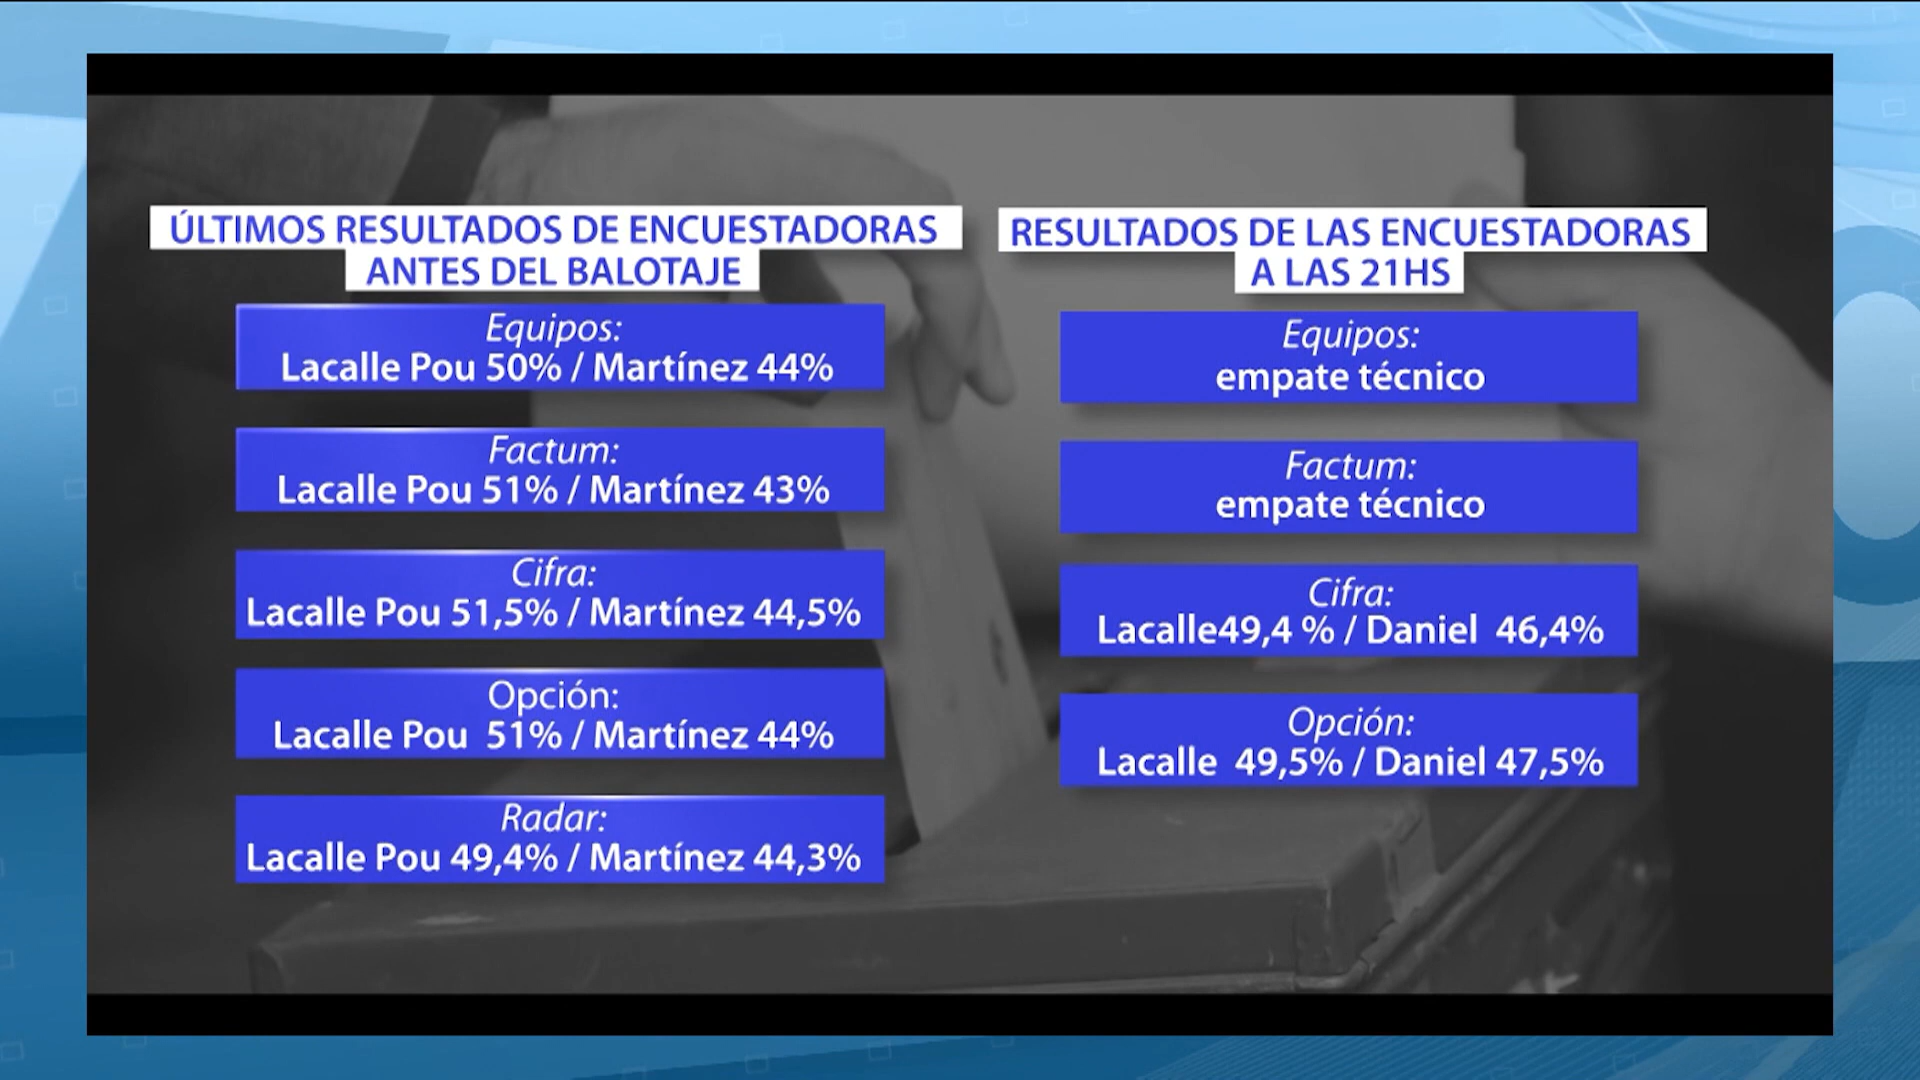 ÚLTIMOS RESULTADOS DE ENCUESTADORAS
ANTES DEL BALOTAJE
Equipos:
Lacalle Pou 50% / Martínez 44%
Factum:
Lacalle Pou 51% / Martínez 43%
Cifra:
Lacalle Pou 51,5% / Martínez 44,5%
Opción:
Lacalle Pou 51% / Martínez 44%
Radar:
Lacalle Pou 49,4% / Martínez 44,3%
RESULTADOS DE LAS ENCUESTADORAS
A LAS 21HS
Equipos:
empate técnico
Factum:
empate técnico
Cifra:
Lacalle49,4 % / Daniel 46,4%
Opción:
Lacalle 49,5% / Daniel 47,5%